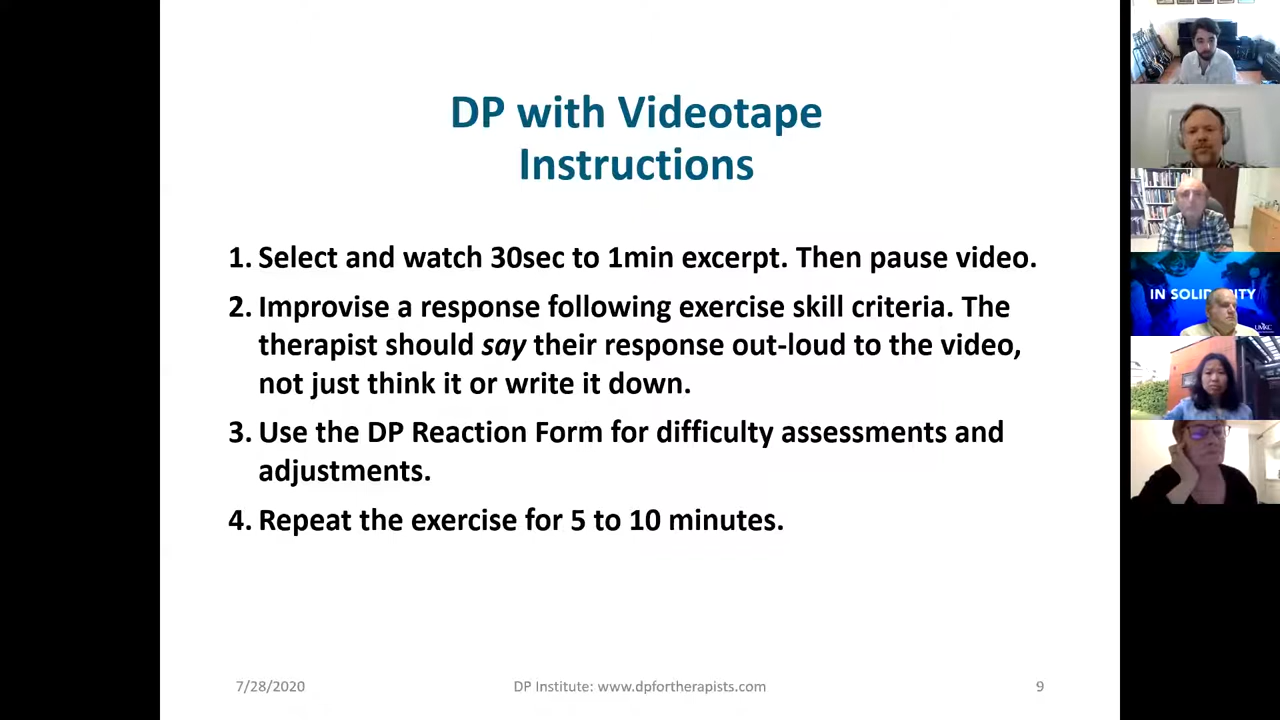 DP with Videotape
Instructions
1. Select and watch 30sec to 1min excerpt. Then pause video.
2. Improvise a response following exercise skill criteria. The
therapist should say their response out-loud to the video,
not just think it or write it down.
3. Use the DP Reaction Form for difficulty assessments and
adjustments.
4. Repeat the exercise for 5 to 10 minutes.
7/28/2020
DP Institute: www.dpfortherapists.com
9
IN SOLIDARITY
UMKC